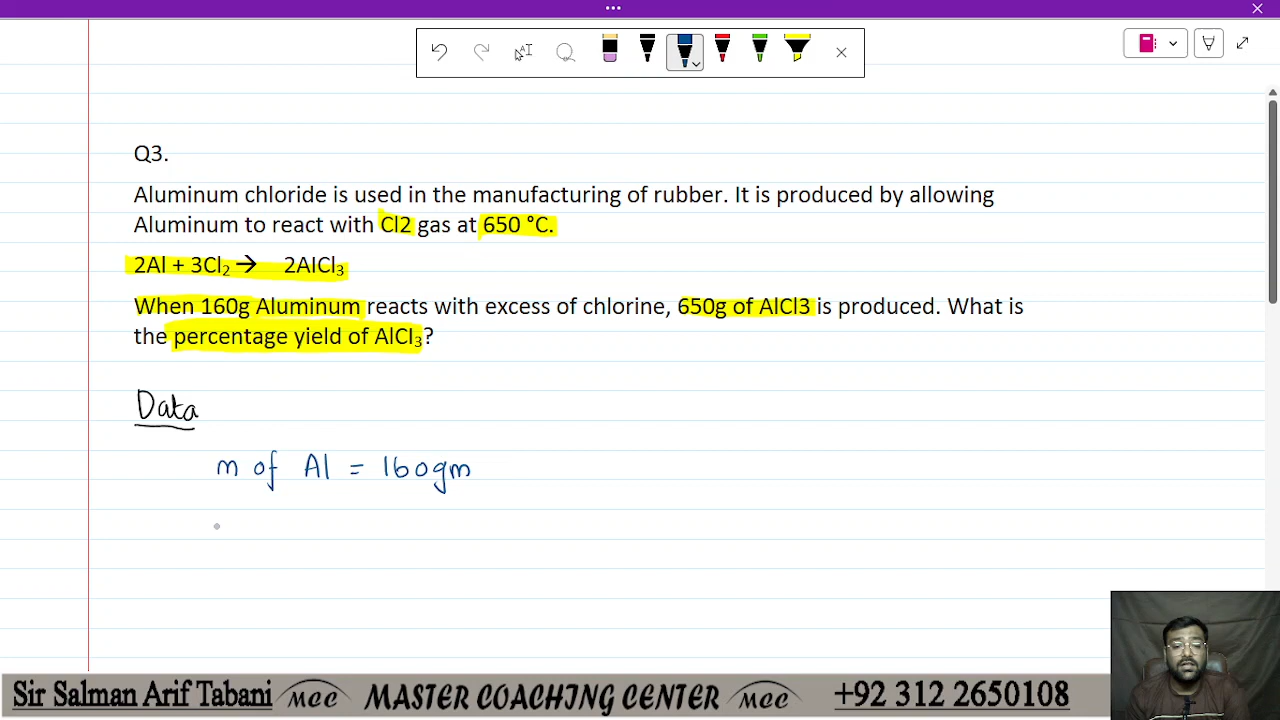 Q3.
Aluminum chloride is used in the manufacturing of rubber. It is produced by allowing
Aluminum to react with Cl2 gas at 650 °C.
2Al + 3Cl₂ → 2AlCl₃
When 160g Aluminum reacts with excess of chlorine, 650g of AlCl3 is produced. What is
the percentage yield of AlCl₃?
Data
m of Al = 160gm
Sir Salman Arif Tabani MCC MASTER COACHING CENTER MCC +92 312 2650108